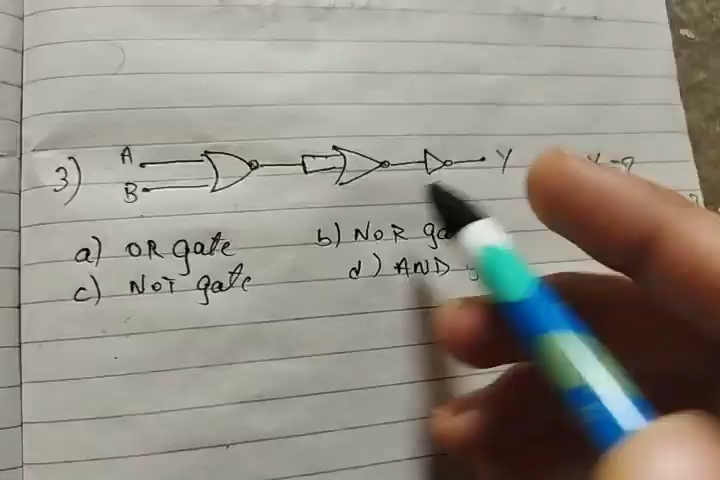 3) A B Y Y=?
a) OR gate b) NOR
c) NOT gate d) AND